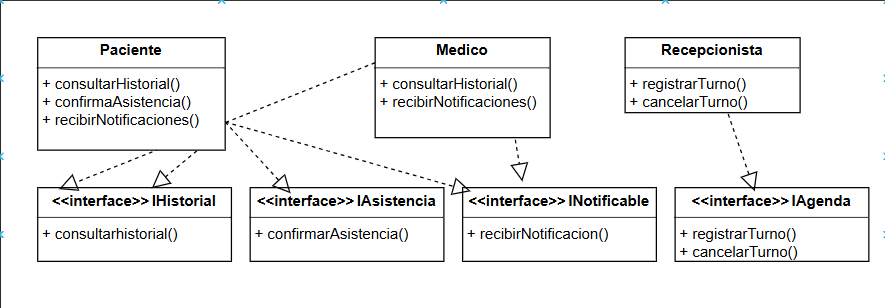 Paciente
+ consultarHistorial()
+ confirmaAsistencia()
+ recibirNotificaciones()
Medico
+ consultarHistorial()
+ recibirNotificaciones()
Recepcionista
+ registrarTurno()
+ cancelarTurno()
<<interface>> IHistorial
+ consultarhistorial()
<<interface>> IAsistencia
+ confirmarAsistencia()
<<interface>> INotificable
+ recibirNotificacion()
<<interface>> IAgenda
+ registrarTurno()
+ cancelarTurno()